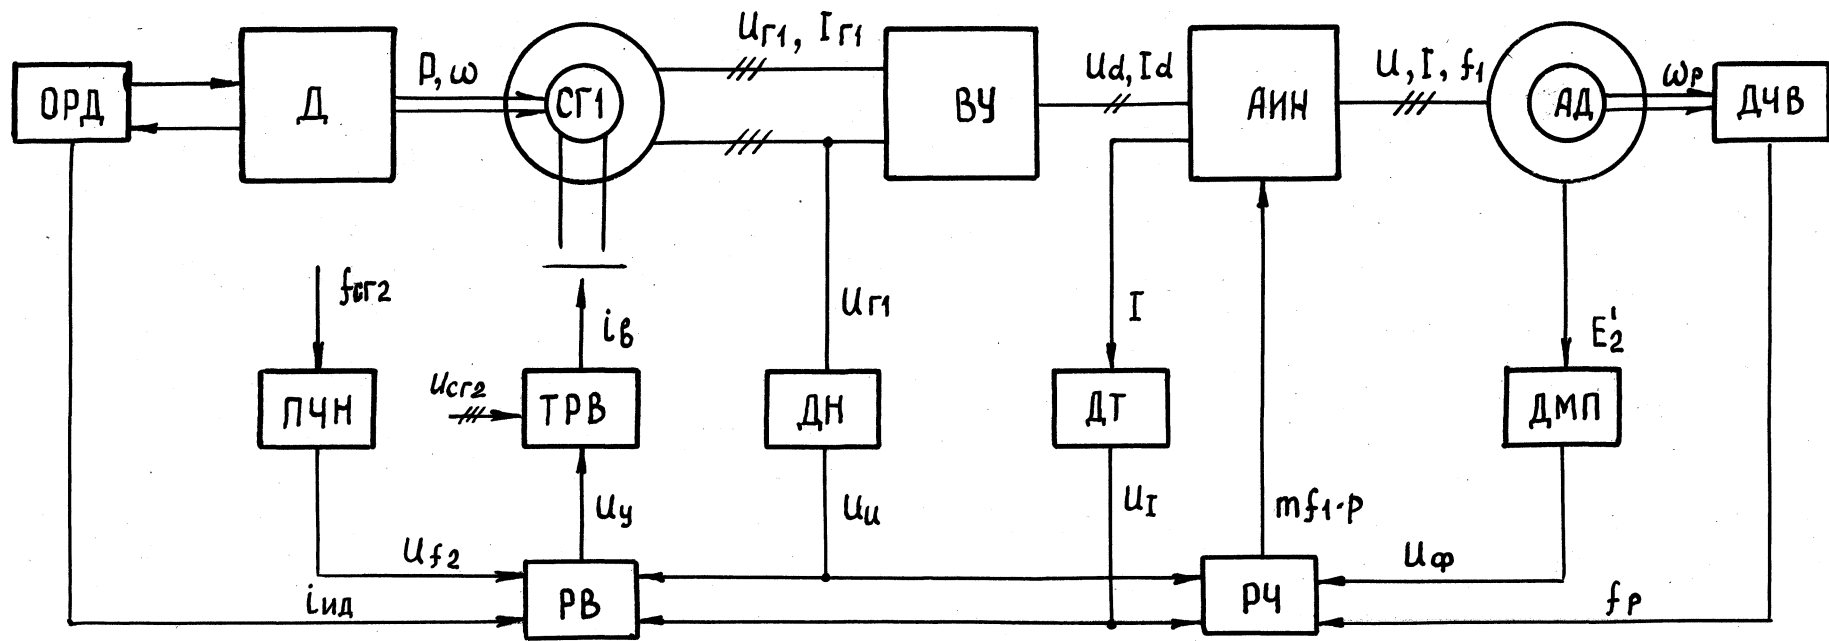 ОРД
Д
P, ω
СГ1
UГ1, IГ1
ВУ
Ud, Id
АИН
U, I, f1
АД
ωр
ДЧВ
fСГ2
iв
UГ1
I
E'2
ПЧН
UСГ2
ТРВ
ДН
ДТ
ДМП
Uу
Uu
UI
mf1·p
Uf2
Uф
iид
РВ
РЧ
fр